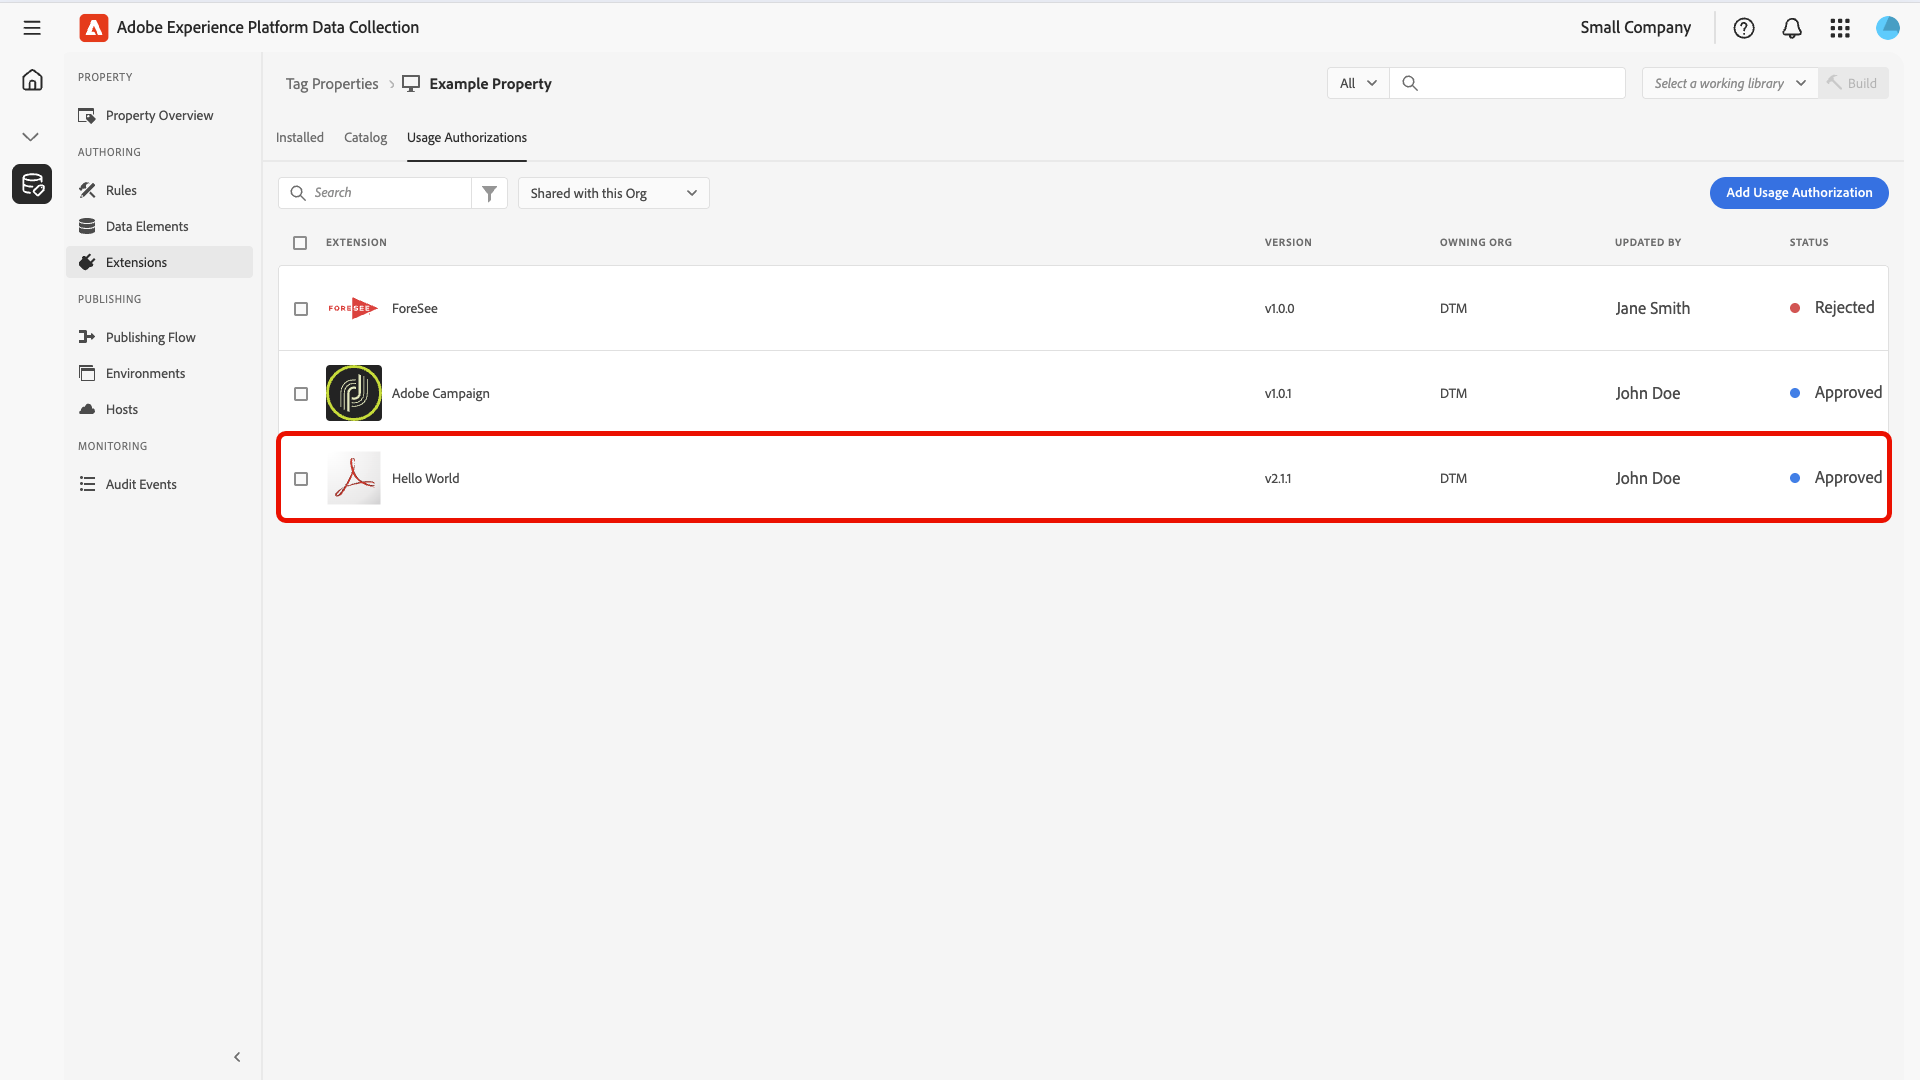 Adobe Experience Platform Data Collection
Small Company
PROPERTY
Property Overview
AUTHORING
Rules
Data Elements
Extensions
PUBLISHING
Publishing Flow
Environments
Hosts
MONITORING
Audit Events
Tag Properties > Example Property
All
Select a working library
Build
Installed Catalog Usage Authorizations
Search
Shared with this Org
Add Usage Authorization
EXTENSION VERSION OWNING ORG UPDATED BY STATUS
FORESEE ForeSee v1.0.0 DTM Jane Smith Rejected
Adobe Campaign v1.0.1 DTM John Doe Approved
Hello World v2.1.1 DTM John Doe Approved